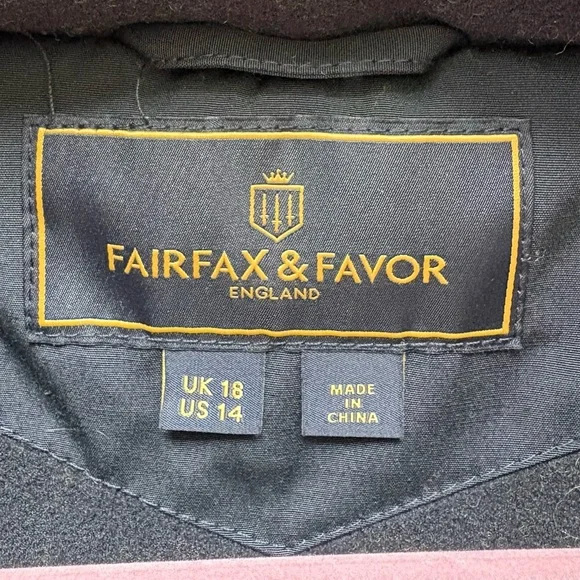 FAIRFAX & FAVOR
ENGLAND
UK 18
US 14
MADE
IN
CHINA